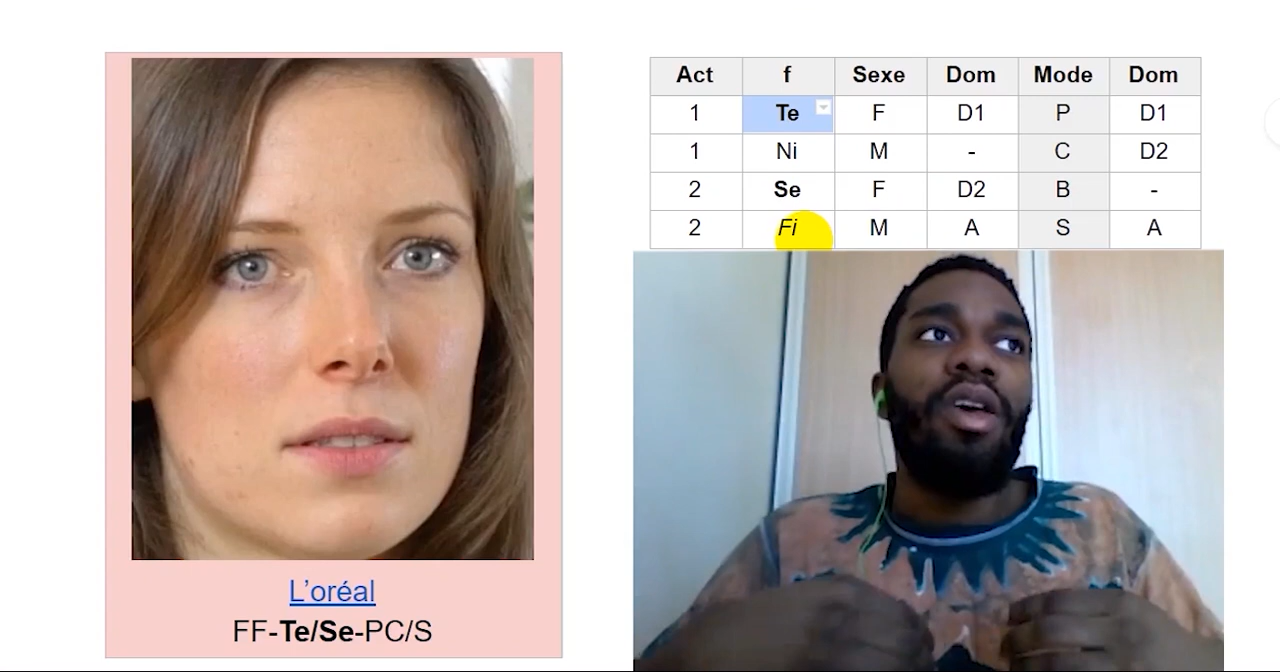 Act f Sexe Dom Mode Dom
1 Te F D1 P D1
1 Ni M - C D2
2 Se F D2 B -
2 Fi M A S A
L’oréal
FF-Te/Se-PC/S